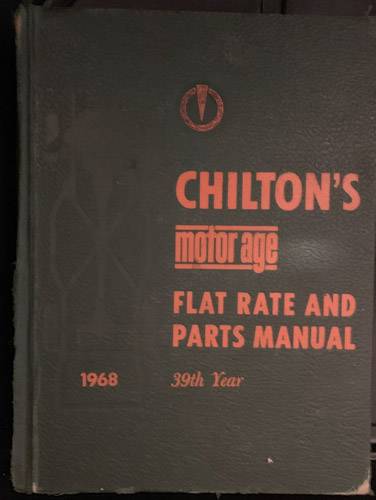 CHILTON'S
motor age
FLAT RATE AND
PARTS MANUAL
1968 39th Year